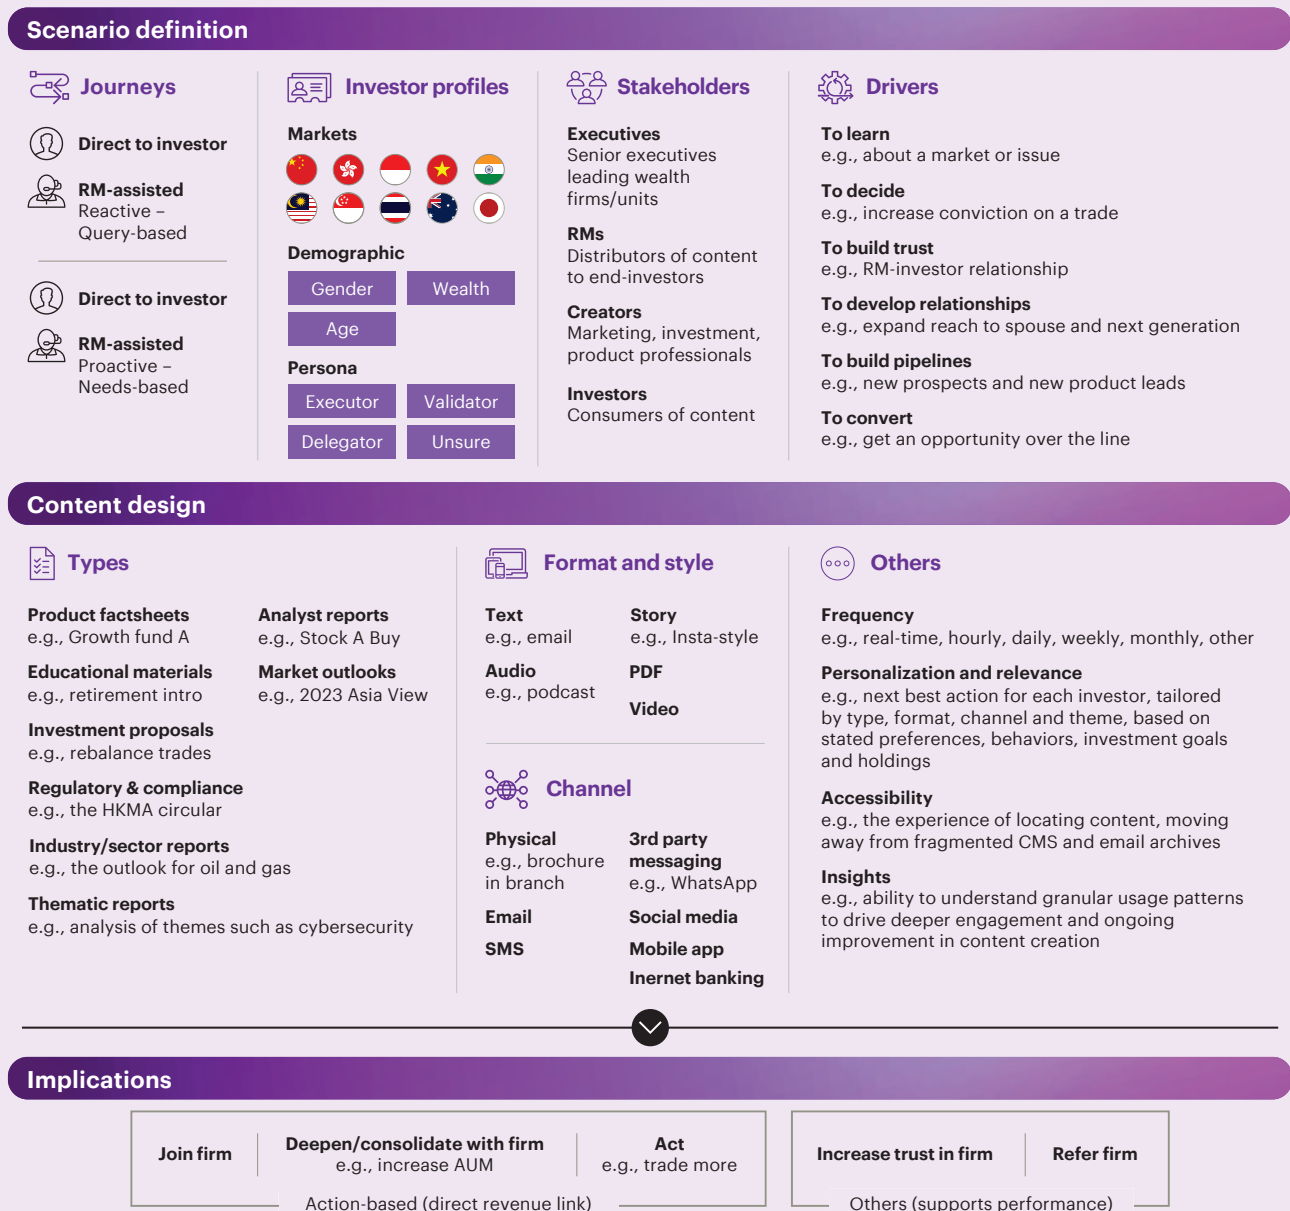 Scenario definition
Journeys
Direct to investor
RM-assisted
Reactive –
Query-based
Direct to investor
RM-assisted
Proactive –
Needs-based
Investor profiles
Markets
Demographic
Gender
Wealth
Age
Persona
Executor
Validator
Delegator
Unsure
Stakeholders
Executives
Senior executives
leading wealth
firms/units
RMs
Distributors of content
to end-investors
Creators
Marketing, investment,
product professionals
Investors
Consumers of content
Drivers
To learn
e.g., about a market or issue
To decide
e.g., increase conviction on a trade
To build trust
e.g., RM-investor relationship
To develop relationships
e.g., expand reach to spouse and next generation
To build pipelines
e.g., new prospects and new product leads
To convert
e.g., get an opportunity over the line
Content design
Types
Product factsheets
e.g., Growth fund A
Educational materials
e.g., retirement intro
Investment proposals
e.g., rebalance trades
Regulatory & compliance
e.g., the HKMA circular
Industry/sector reports
e.g., the outlook for oil and gas
Thematic reports
e.g., analysis of themes such as cybersecurity
Analyst reports
e.g., Stock A Buy
Market outlooks
e.g., 2023 Asia View
Format and style
Text
e.g., email
Audio
e.g., podcast
Story
e.g., Insta-style
PDF
Video
Channel
Physical
e.g., brochure
in branch
Email
SMS
3rd party
messaging
e.g., WhatsApp
Social media
Mobile app
Inernet banking
Others
Frequency
e.g., real-time, hourly, daily, weekly, monthly, other
Personalization and relevance
e.g., next best action for each investor, tailored
by type, format, channel and theme, based on
stated preferences, behaviors, investment goals
and holdings
Accessibility
e.g., the experience of locating content, moving
away from fragmented CMS and email archives
Insights
e.g., ability to understand granular usage patterns
to drive deeper engagement and ongoing
improvement in content creation
Implications
Join firm
Deepen/consolidate with firm
e.g., increase AUM
Act
e.g., trade more
Action-based (direct revenue link)
Increase trust in firm
Refer firm
Others (supports performance)